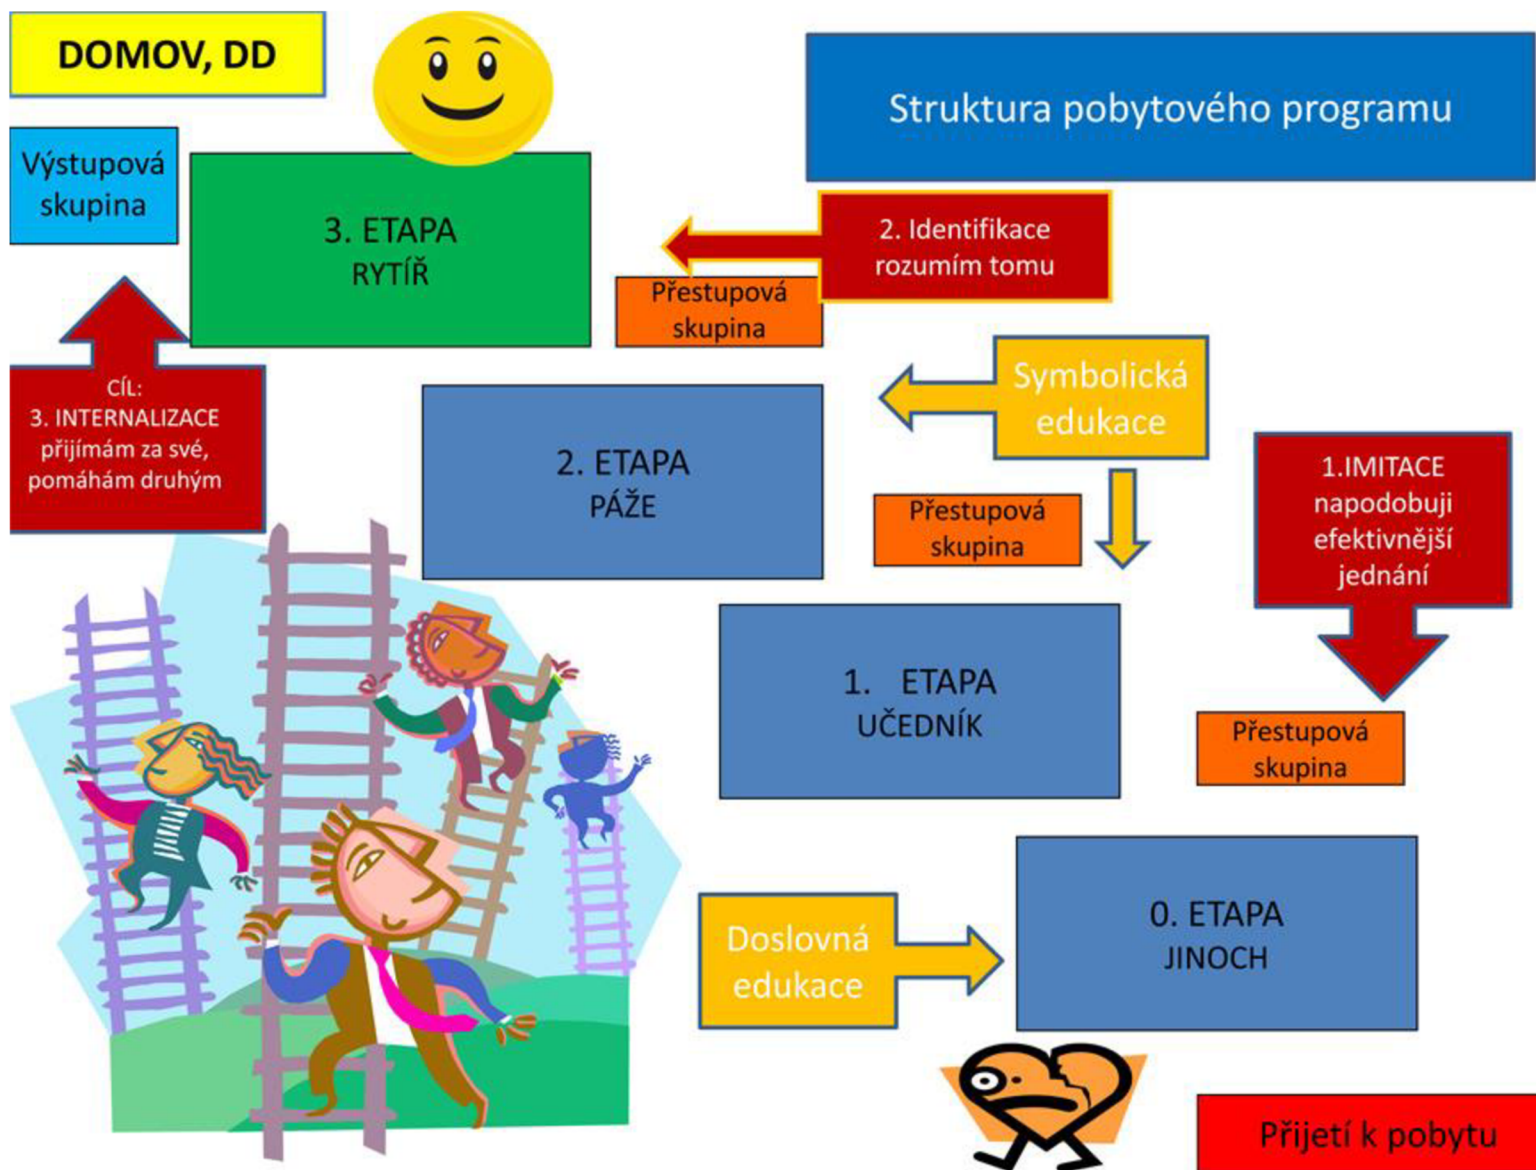 DOMOV, DD
Struktura pobytového programu
Výstupová
skupina
3. ETAPA
RYTÍŘ
2. Identifikace
rozumím tomu
Přestupová
skupina
CÍL:
3. INTERNALIZACE
přijímám za své,
pomáhám druhým
Symbolická
edukace
2. ETAPA
PÁŽE
Přestupová
skupina
1.IMITACE
napodobuji
efektivnější
jednání
1. ETAPA
UČEDNÍK
Přestupová
skupina
Doslovná
edukace
0. ETAPA
JINOCH
Přijetí k pobytu